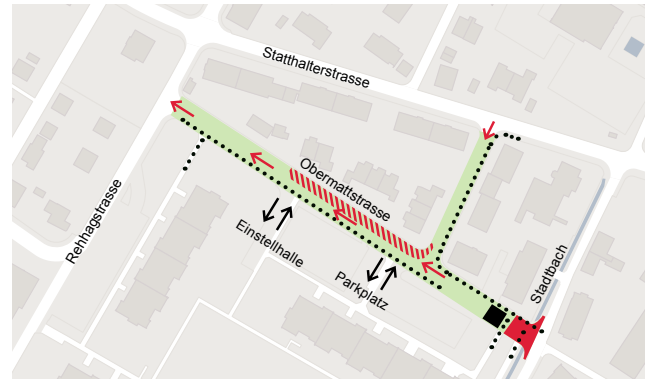 Statthalterstrasse
Obermattstrasse
Rehhagstrasse
Einstellhalle
Parkplatz
Stadtbach